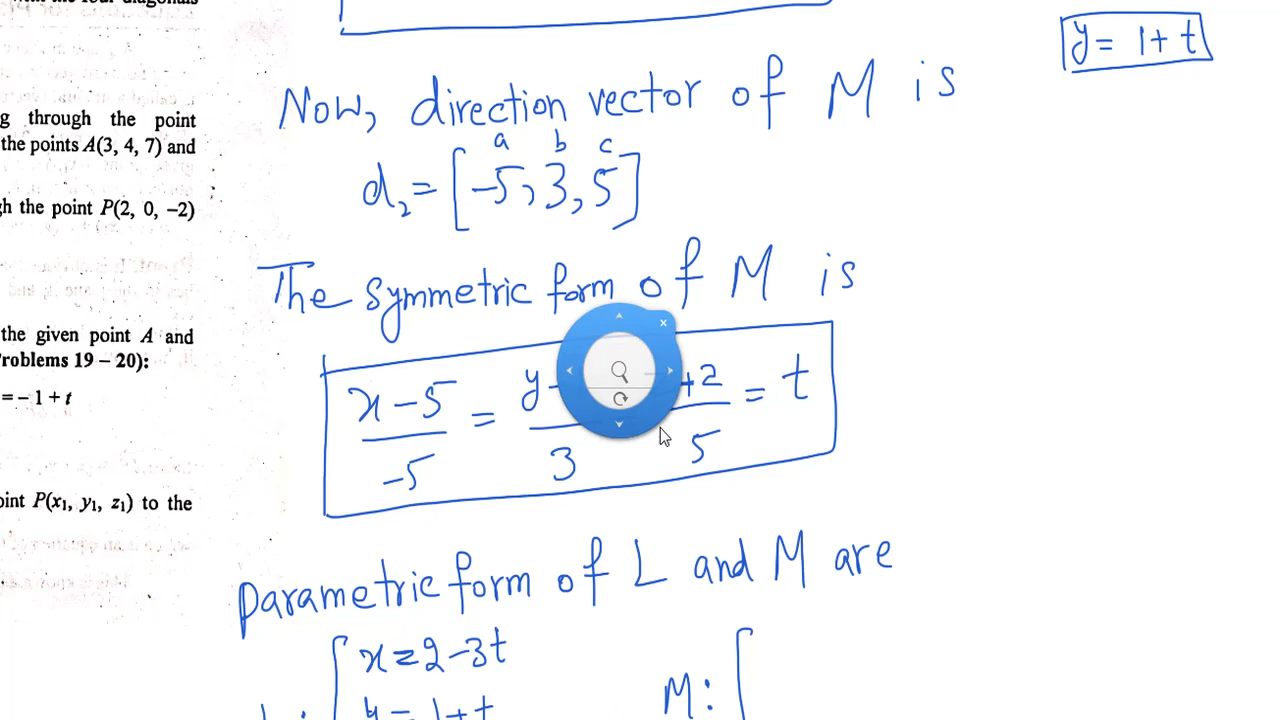 g through the point
the points A(3, 4, 7) and
gh the point P(2, 0, −2)
the given point A and
Problems 19 – 20):
= − 1 + t
oint P(x₁, y₁, z₁) to the
y = 1 + t
Now, direction vector of M is
a b c
d₂ = [-5, 3, 5]
The symmetric form of M is
x - 5 = y +2 = t
-5 3 5
Parametric form of L and M are
x = 2 - 3t
y = 1 + t
M :